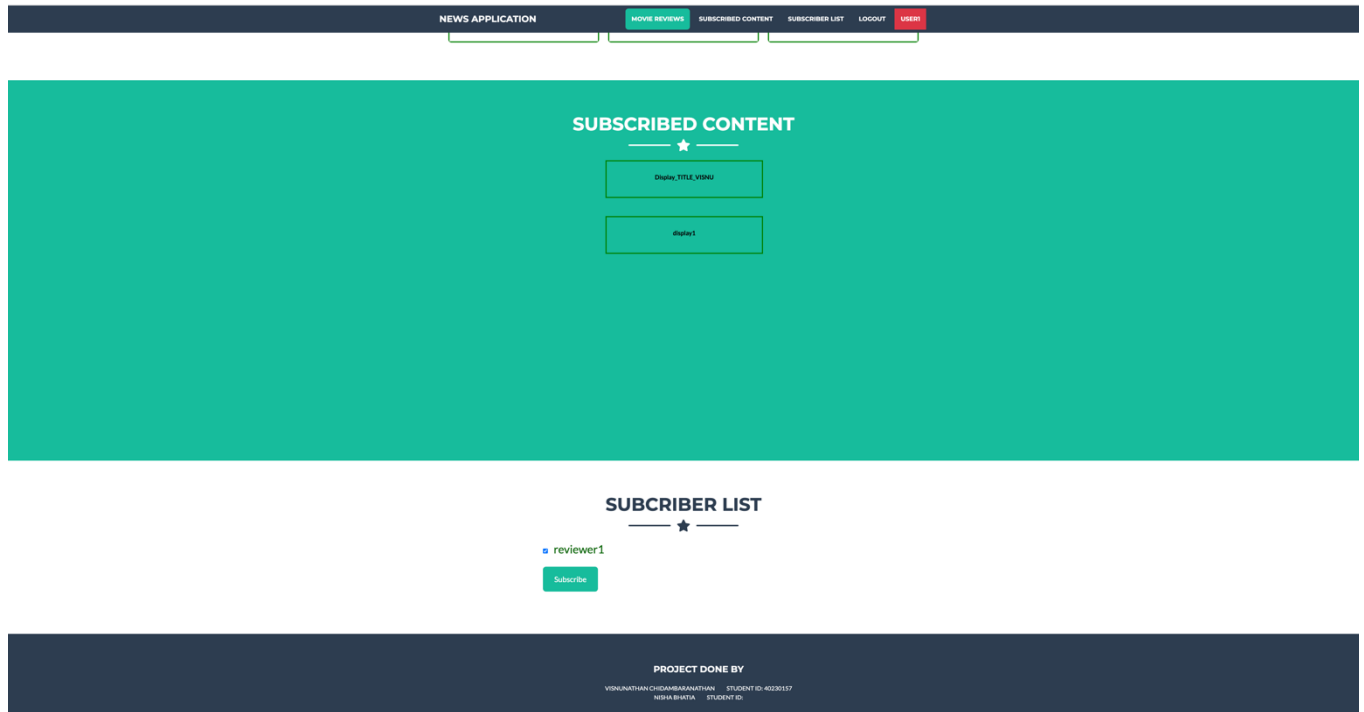 NEWS APPLICATION MOVIE REVIEWS SUBSCRIBED CONTENT SUBSCRIBER LIST LOGOUT USER1
SUBSCRIBED CONTENT
Display_TITLE_VISNU
display1
SUBCRIBER LIST
reviewer1
Subscribe
PROJECT DONE BY
VISNUNATHAN CHIDAMBARANATHAN STUDENT ID: 40230157
NISHA BHATIA STUDENT ID: